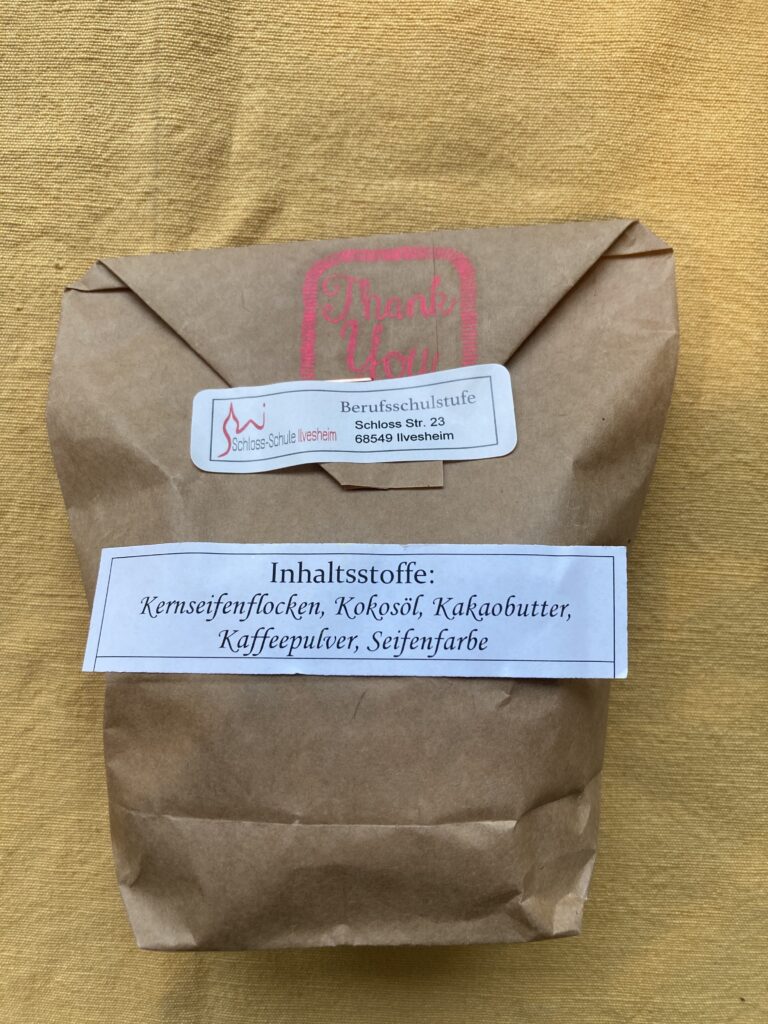 Thank
You
Schloss-Schule Ilvesheim
Berufsschulstufe
Schloss Str. 23
68549 Ilvesheim
Inhaltsstoffe:
Kernseifenflocken, Kokosöl, Kakaobutter,
Kaffeepulver, Seifenfarbe